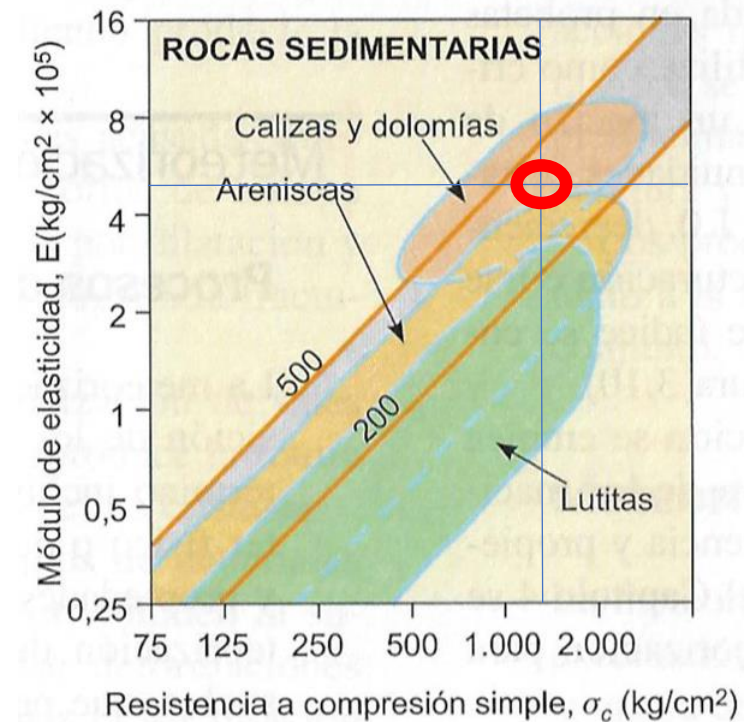 16
8
4
2
1
0,5
0,25
Módulo de elasticidad, E(kg/cm2 × 10⁵)
ROCAS SEDIMENTARIAS
Calizas y dolomías
Areniscas
500
200
Lutitas
75 125 250 500 1.000 2.000
Resistencia a compresión simple, σc (kg/cm²)